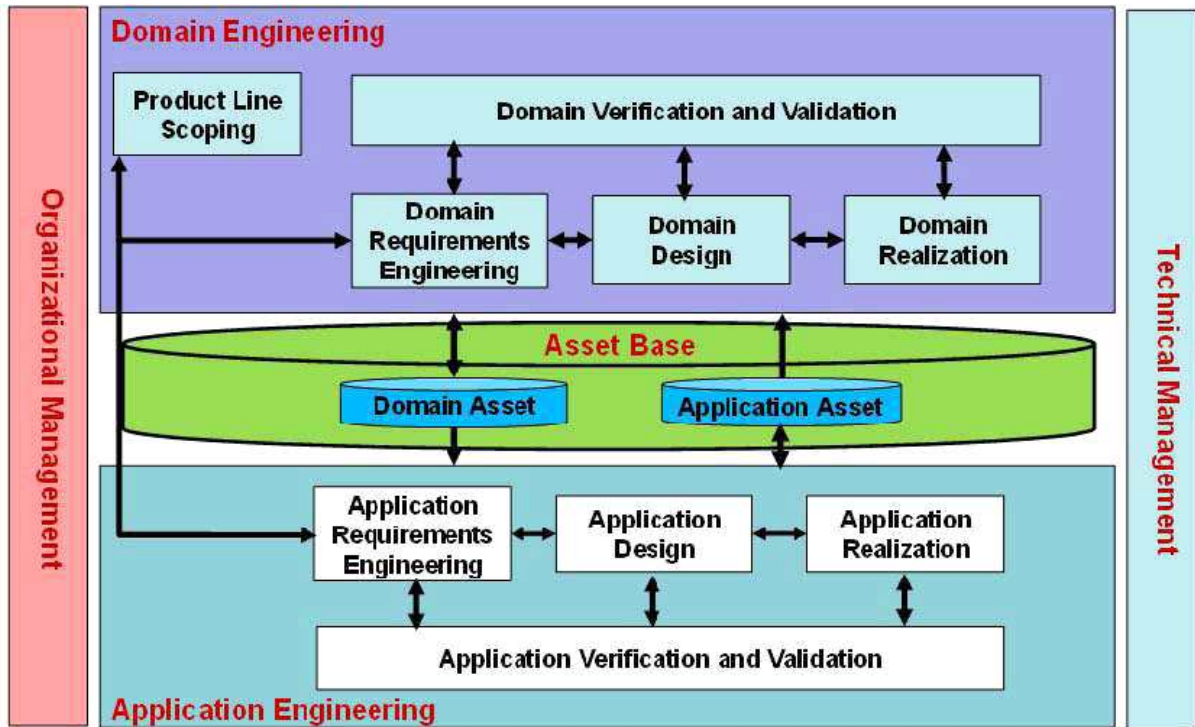 Domain Engineering
Product Line
Scoping
Domain Verification and Validation
Domain
Requirements
Engineering
Domain
Design
Domain
Realization
Organizational Management
Technical Management
Asset Base
Domain Asset
Application Asset
Application
Requirements
Engineering
Application
Design
Application
Realization
Application Verification and Validation
Application Engineering